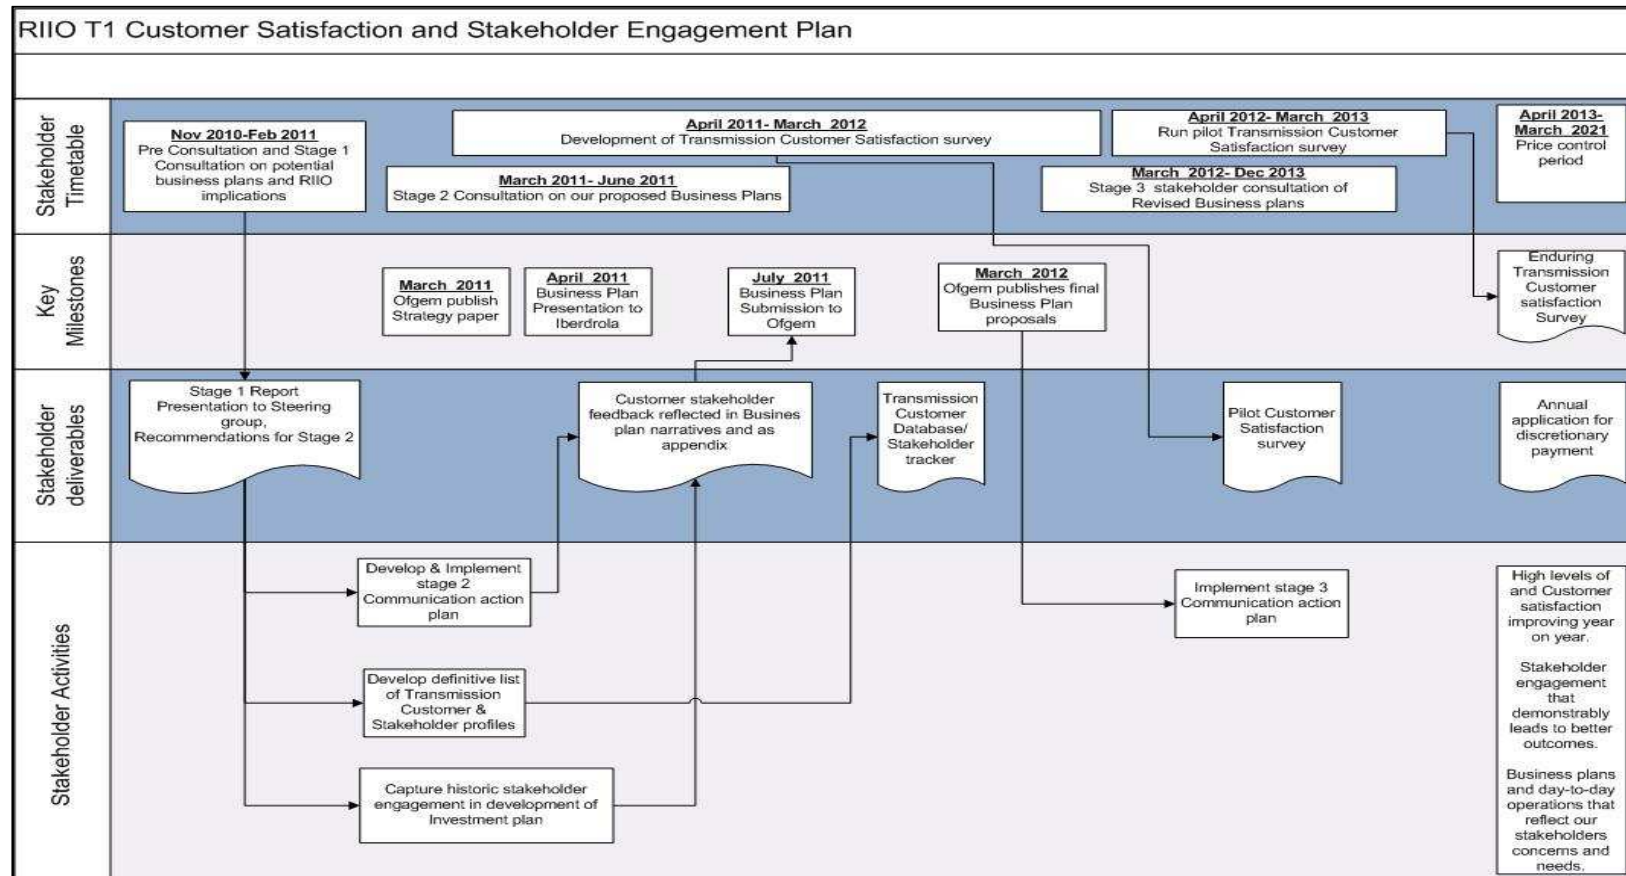 RIIO T1 Customer Satisfaction and Stakeholder Engagement Plan
Stakeholder
Timetable
Nov 2010-Feb 2011
Pre Consultation and Stage 1
Consultation on potential
business plans and RIIO
implications
April 2011- March 2012
Development of Transmission Customer Satisfaction survey
March 2011- June 2011
Stage 2 Consultation on our proposed Business Plans
April 2012- March 2013
Run pilot Transmission Customer
Satisfaction survey
March 2012- Dec 2013
Stage 3 stakeholder consultation of
Revised Business plans
April 2013-
March 2021
Price control
period
Key
Milestones
March 2011
Ofgem publish
Strategy paper
April 2011
Business Plan
Presentation to
Iberdrola
July 2011
Business Plan
Submission to
Ofgem
March 2012
Ofgem publishes final
Business Plan
proposals
Enduring
Transmission
Customer
satisfaction
Survey
Stakeholder
deliverables
Stage 1 Report
Presentation to Steering
group,
Recommendations for Stage 2
Customer stakeholder
feedback reflected in Busines
plan narratives and as
appendix
Transmission
Customer
Database/
Stakeholder
tracker
Pilot Customer
Satisfaction
survey
Annual
application for
discretionary
payment
Stakeholder Activities
Develop & Implement
stage 2
Communication action
plan
Develop definitive list
of Transmission
Customer &
Stakeholder profiles
Capture historic stakeholder
engagement in development of
Investment plan
Implement stage 3
Communication action
plan
High levels of
and Customer
satisfaction
improving year
on year.
Stakeholder
engagement
that
demonstrably
leads to better
outcomes.
Business plans
and day-to-day
operations that
reflect our
stakeholders
concerns and
needs.